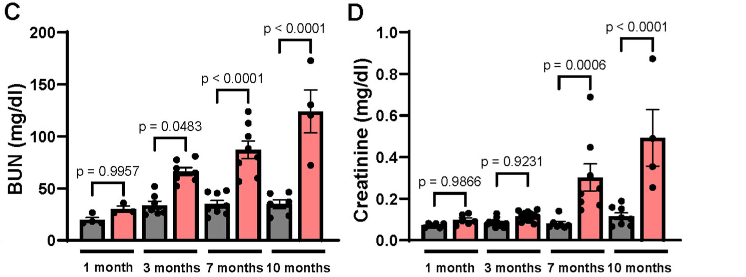 C
BUN (mg/dl)
200
150
100
50
0
p = 0.9957
p = 0.0483
p < 0.0001
p < 0.0001
1 month
3 months
7 months
10 months
D
Creatinine (mg/dl)
1.0
0.8
0.6
0.4
0.2
0.0
p = 0.9866
p = 0.9231
p = 0.0006
p < 0.0001
1 month
3 months
7 months
10 months